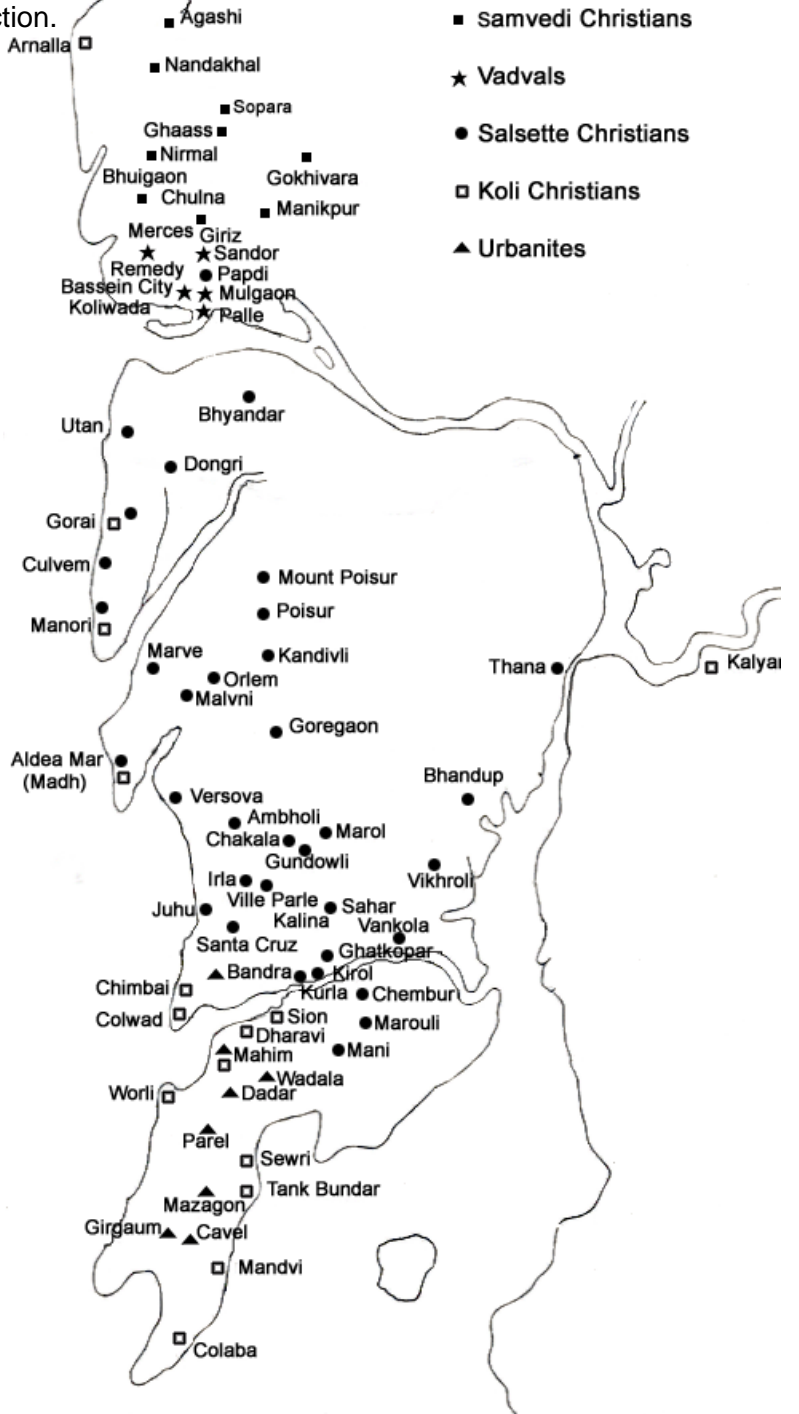 ction.
Agashi
Arnalla
Nandakhal
Sopara
Ghaass
Nirmal
Bhuigaon
Gokhivara
Chulna
Manikpur
Merces
Giriz
Sandor
Remedy
Papdi
Bassein City
Mulgaon
Koliwada
Palle
Samvedi Christians
Vadvals
Salsette Christians
Koli Christians
Urbanites
Bhyandar
Utan
Dongri
Gorai
Culvem
Mount Poisur
Poisur
Manori
Marve
Kandivli
Thana
Kalya
Orlem
Malvni
Goregaon
Aldea Mar
(Madh)
Bhandup
Versova
Ambholi
Marol
Chakala
Gundowli
Irla
Vikhroli
Ville Parle
Juhu
Sahar
Kalina
Vankola
Santa Cruz
Ghatkopar
Bandra
Kirol
Chimbai
Kurla
Chembur
Colwad
Sion
Marouli
Dharavi
Mahim
Mani
Wadala
Worli
Dadar
Parel
Sewri
Tank Bundar
Mazagon
Girgaum
Cavel
Mandvi
Colaba